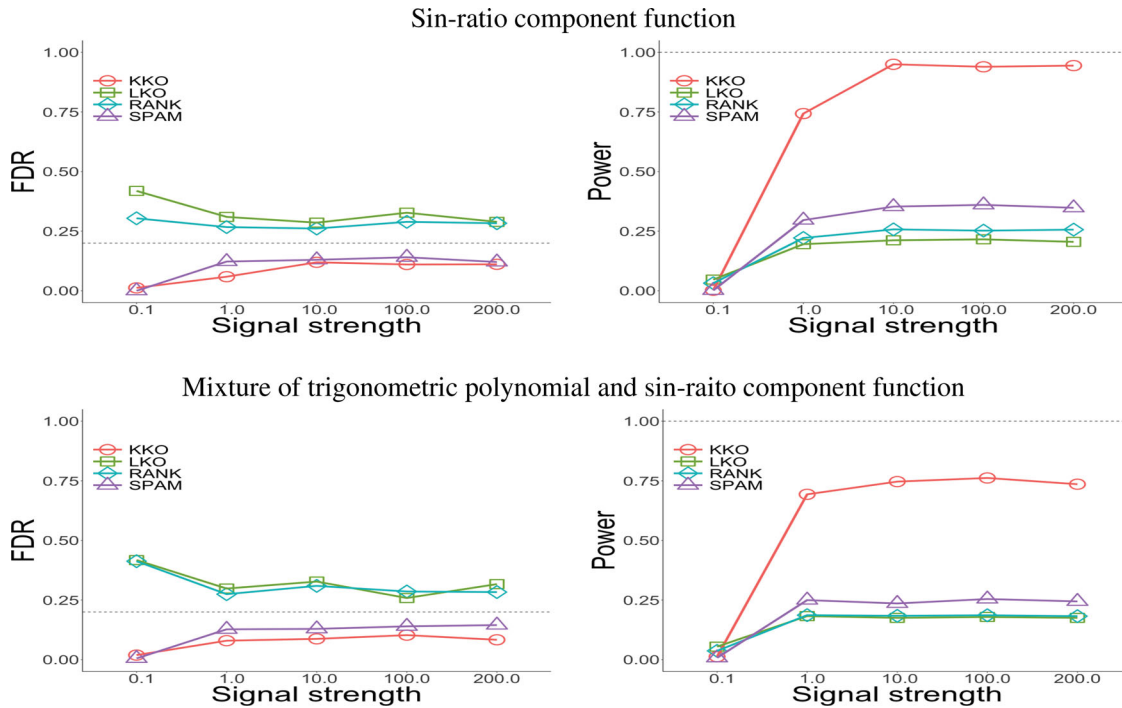 Sin-ratio component function
FDR
1.00
0.75
0.50
0.25
0.00
KKO
LKO
RANK
SPAM
0.1 1.0 10.0 100.0 200.0
Signal strength
Power
1.00
0.75
0.50
0.25
0.00
KKO
LKO
RANK
SPAM
0.1 1.0 10.0 100.0 200.0
Signal strength
Mixture of trigonometric polynomial and sin-raito component function
FDR
1.00
0.75
0.50
0.25
0.00
KKO
LKO
RANK
SPAM
0.1 1.0 10.0 100.0 200.0
Signal strength
Power
1.00
0.75
0.50
0.25
0.00
KKO
LKO
RANK
SPAM
0.1 1.0 10.0 100.0 200.0
Signal strength